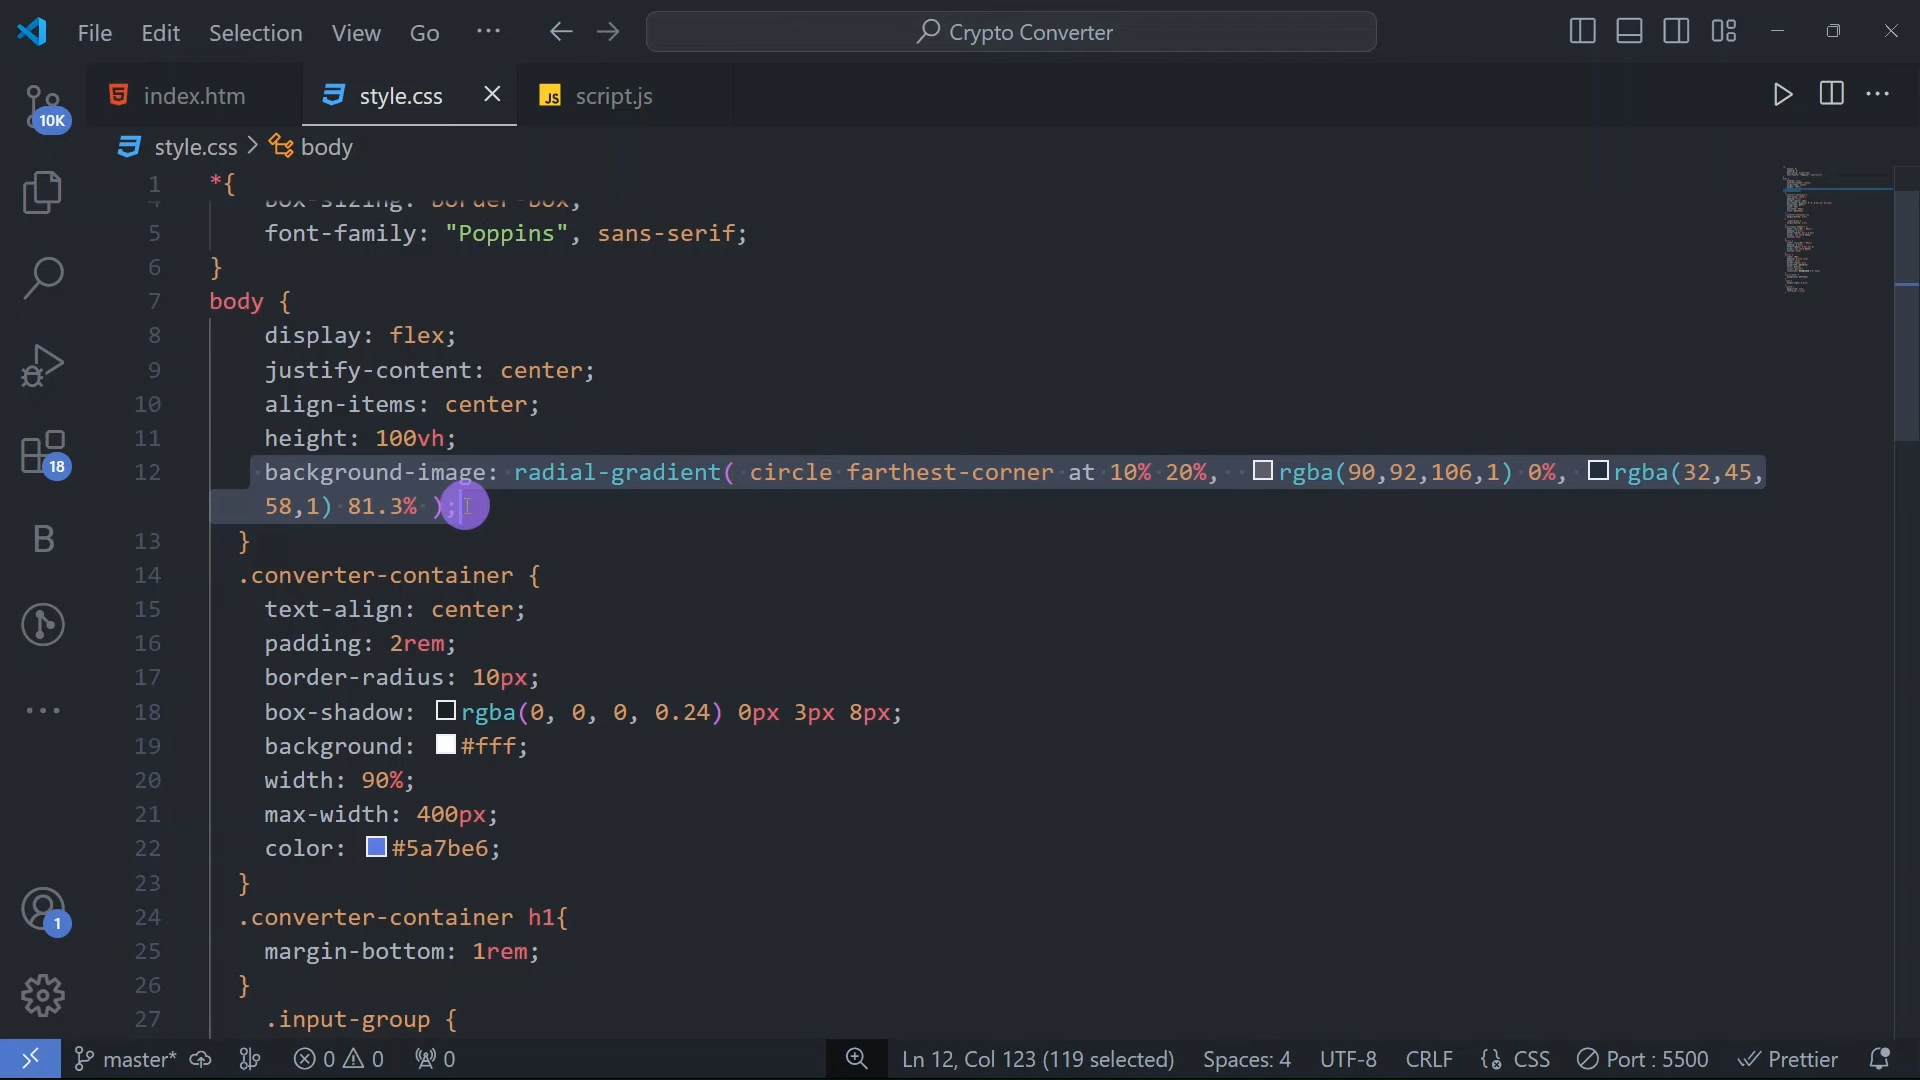 File Edit Selection View Go ··· Crypto Converter
10K
index.htm style.css JS script.js
style.css > body
1 *{
4 box-sizing: border-box;
5 font-family: "Poppins", sans-serif;
6 }
7 body {
8 display: flex;
9 justify-content: center;
10 align-items: center;
11 height: 100vh;
12 background-image: radial-gradient( circle farthest-corner at 10% 20%,  rgba(90,92,106,1) 0%, rgba(32,45,
58,1) 81.3% );
13 }
14 .converter-container {
15 text-align: center;
16 padding: 2rem;
17 border-radius: 10px;
18 box-shadow: rgba(0, 0, 0, 0.24) 0px 3px 8px;
19 background: #fff;
20 width: 90%;
21 max-width: 400px;
22 color: #5a7be6;
23 }
24 .converter-container h1{
25 margin-bottom: 1rem;
26 }
27 .input-group {
18
B
1
master* 0 0 0 Ln 12, Col 123 (119 selected) Spaces: 4 UTF-8 CRLF {} CSS Port : 5500 Prettier